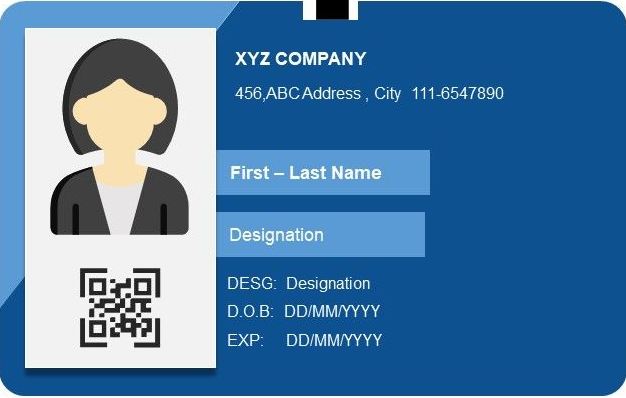 XYZ COMPANY
456,ABC Address , City 111-6547890
First – Last Name
Designation
DESG: Designation
D.O.B: DD/MM/YYYY
EXP: DD/MM/YYYY